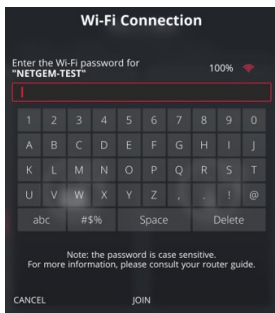 Wi-Fi Connection
Enter the Wi-Fi password for
"NETGEM-TEST"
100%
1 2 3 4 5 6 7 8 9 0
A B C D E F G H I J
K L M N O P Q R S T
U V W X Y Z , . ! @
abc #$% Space Delete
Note: the password is case sensitive.
For more information, please consult your router guide.
CANCEL JOIN